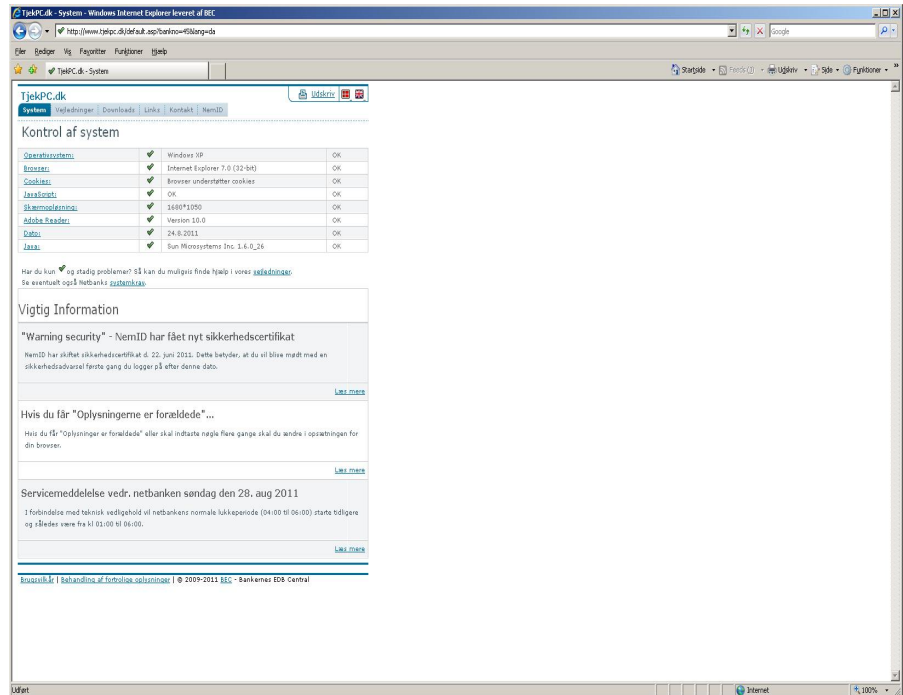 TjekPC.dk - System - Windows Internet Explorer leveret af BEC
http://www.tjekpc.dk/default.asp?bankno=45&lang=da
Google
Filer Rediger Vis Favoritter Funktioner Hjælp
TjekPC.dk - System
Startside Feeds (J) Udskriv Side Funktioner
TjekPC.dk
Udskriv
System Vejledninger Downloads Links Kontakt NemID
Kontrol af system
Operativsystem: Windows XP OK
Browser: Internet Explorer 7.0 (32-bit) OK
Cookies: Browser understøtter cookies OK
JavaScript: OK OK
Skærmopløsning: 1680*1050 OK
Adobe Reader: Version 10.0 OK
Dato: 24.8.2011 OK
Java: Sun Microsystems Inc. 1.6.0_26 OK
Har du kun og stadig problemer? Så kan du muligvis finde hjælp i vores vejledninger.
Se eventuelt også Netbanks systemkrav.
Vigtig Information
"Warning security" - NemID har fået nyt sikkerhedscertifikat
NemID har skiftet sikkerhedscertifikat d. 22. juni 2011. Dette betyder, at du vil blive mødt med en
sikkerhedsadvarsel første gang du logger på efter denne dato.
Læs mere
Hvis du får "Oplysningerne er forældede"...
Hvis du får "Oplysninger er forældede" eller skal indtaste nøgle flere gange skal du ændre i opsætningen for
din browser.
Læs mere
Servicemeddelelse vedr. netbanken søndag den 28. aug 2011
I forbindelse med teknisk vedligehold vil netbankens normale lukkeperiode (04:00 til 06:00) starte tidligere
og således være fra kl 01:00 til 06:00.
Læs mere
Brugsvilkår | Behandling af fortrolige oplysninger | © 2009-2011 BEC - Bankernes EDB Central
Udført
Internet
100%